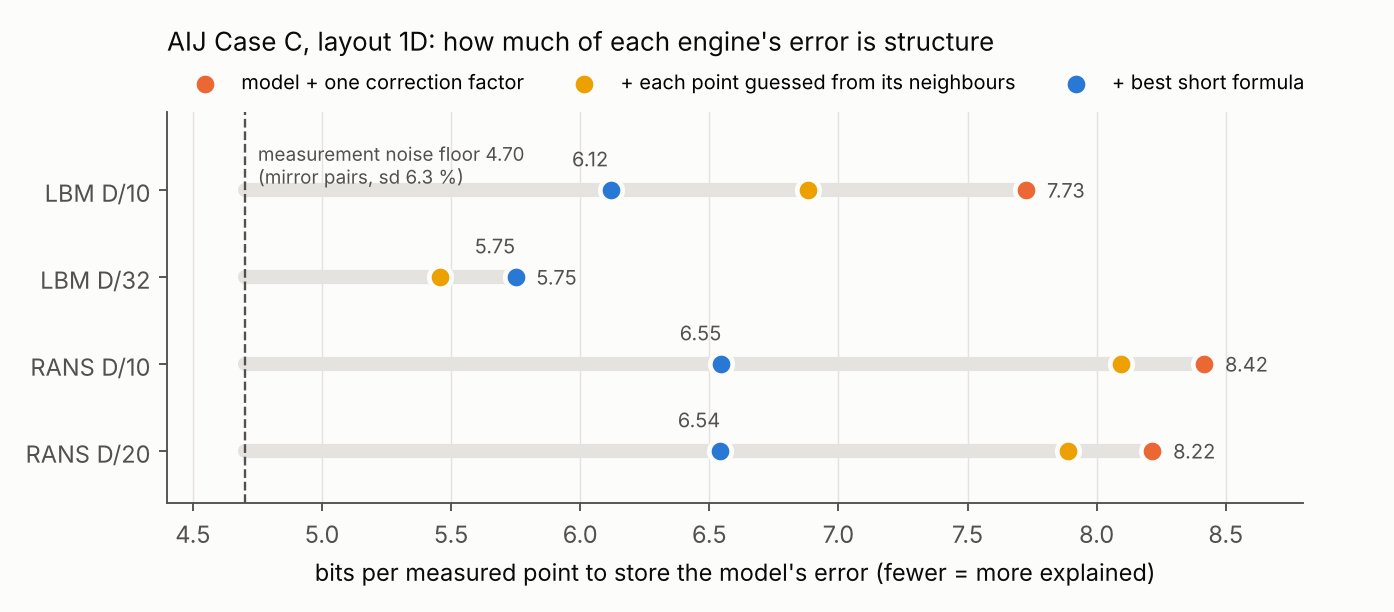 AIJ Case C, layout 1D: how much of each engine's error is structure
model + one correction factor + each point guessed from its neighbours + best short formula
measurement noise floor 4.70
(mirror pairs, sd 6.3 %)
6.12
LBM D/10 7.73
5.75
LBM D/32 5.75
6.55
RANS D/10 8.42
6.54
RANS D/20 8.22
4.5 5.0 5.5 6.0 6.5 7.0 7.5 8.0 8.5
bits per measured point to store the model's error (fewer = more explained)